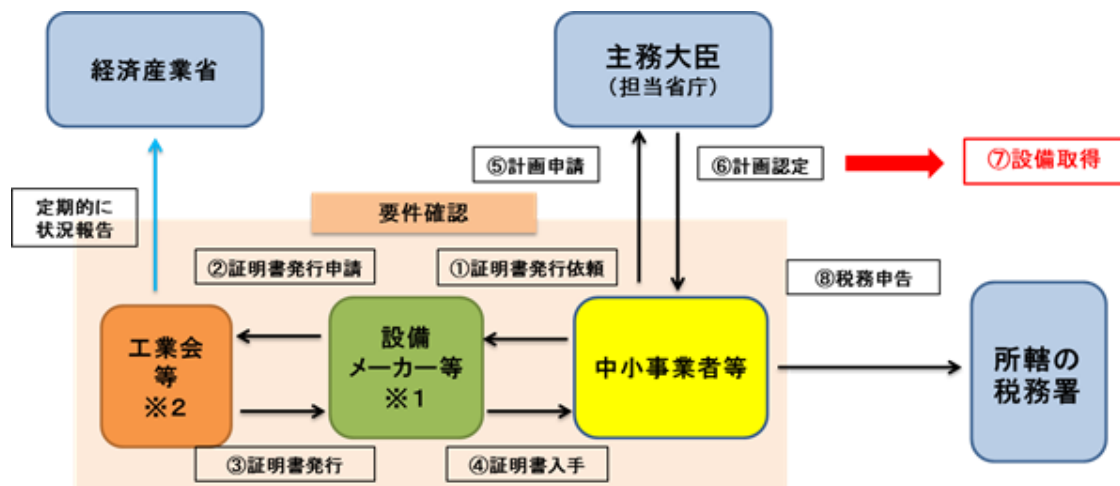 経済産業省
主務大臣
(担当省庁)
⑤計画申請
⑥計画認定
⑦設備取得
定期的に
状況報告
要件確認
②証明書発行申請
①証明書発行依頼
⑧税務申告
工業会
等
※2
設備
メーカー等
※1
中小事業者等
所轄の
税務署
③証明書発行
④証明書入手